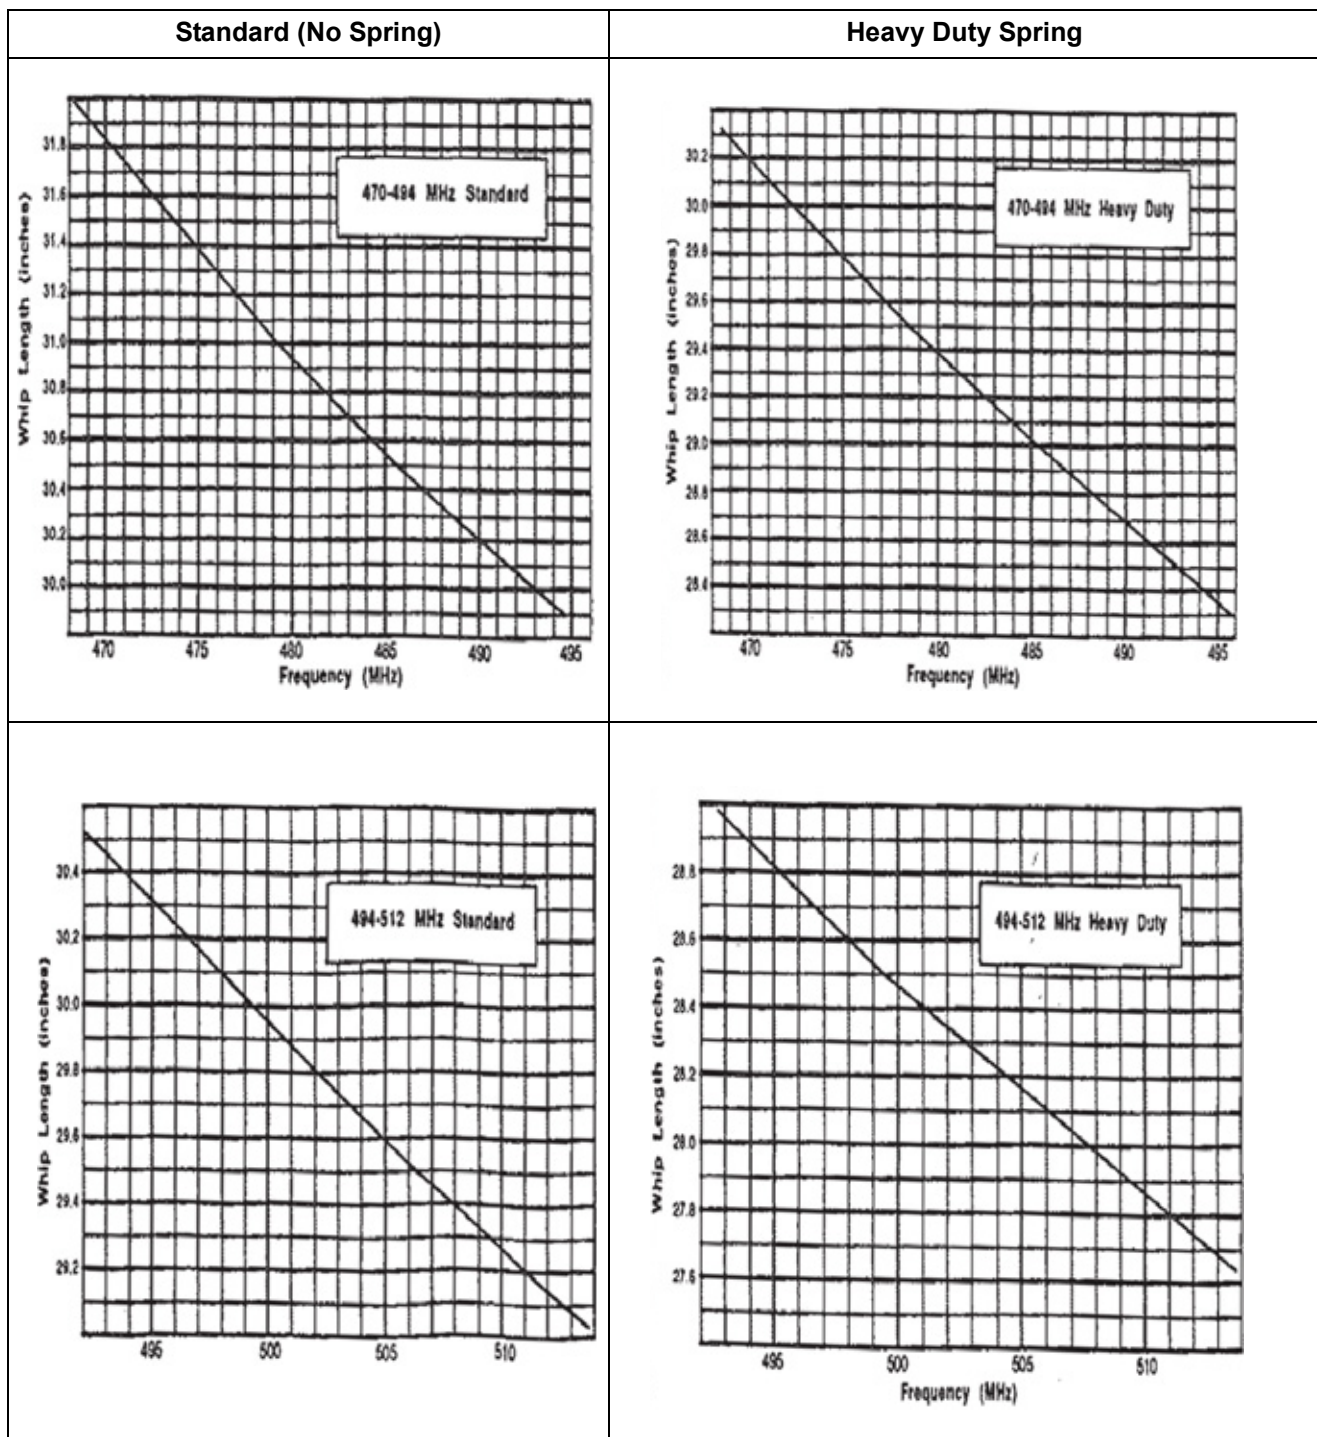 Standard (No Spring)
Heavy Duty Spring
470-494 MHz Standard
Whip Length (inches)
31.8
31.6
31.4
31.2
31.0
30.8
30.6
30.4
30.2
30.0
470 475 480 485 490 495
Frequency (MHz)
470-494 MHz Heavy Duty
Whip Length (inches)
30.2
30.0
29.8
29.6
29.4
29.2
29.0
28.8
28.6
28.4
470 475 480 485 490 495
Frequency (MHz)
494-512 MHz Standard
Whip Length (inches)
30.4
30.2
30.0
29.8
29.6
29.4
29.2
495 500 505 510
494-512 MHz Heavy Duty
Whip Length (inches)
28.8
28.6
28.4
28.2
28.0
27.8
27.6
495 500 505 510
Frequency (MHz)